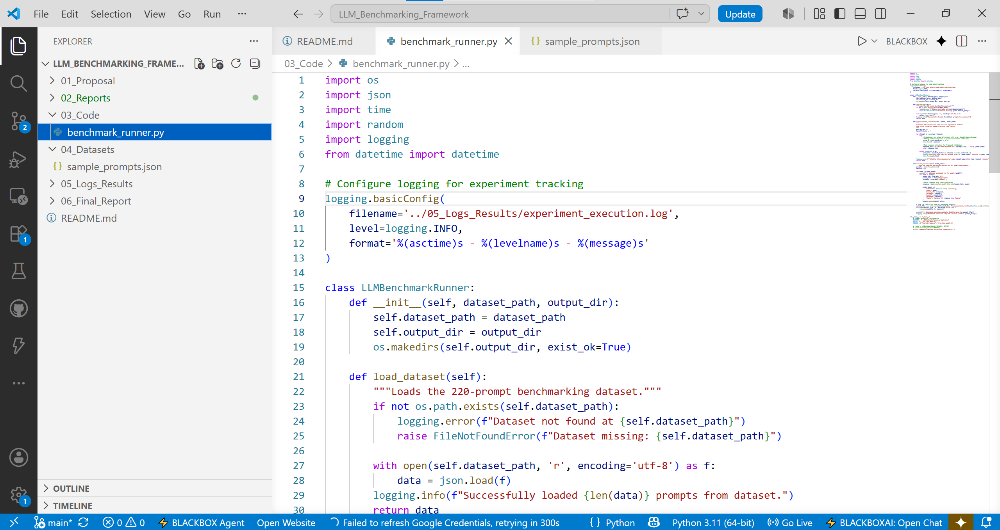 File Edit Selection View Go Run ...
LLM_Benchmarking_Framework
Update
EXPLORER
LLM_BENCHMARKING_FRAME...
01_Proposal
02_Reports
03_Code
benchmark_runner.py
04_Datasets
{} sample_prompts.json
05_Logs_Results
06_Final_Report
README.md
OUTLINE
TIMELINE
2
1
1
README.md
benchmark_runner.py
{} sample_prompts.json
BLACKBOX
03_Code > benchmark_runner.py > ...
1 import os
2 import json
3 import time
4 import random
5 import logging
6 from datetime import datetime
7
8 # Configure logging for experiment tracking
9 logging.basicConfig(
10     filename='../05_Logs_Results/experiment_execution.log',
11     level=logging.INFO,
12     format='%(asctime)s - %(levelname)s - %(message)s'
13 )
14
15 class LLMBenchmarkRunner:
16     def __init__(self, dataset_path, output_dir):
17         self.dataset_path = dataset_path
18         self.output_dir = output_dir
19         os.makedirs(self.output_dir, exist_ok=True)
20
21     def load_dataset(self):
22         """Loads the 220-prompt benchmarking dataset."""
23         if not os.path.exists(self.dataset_path):
24             logging.error(f"Dataset not found at {self.dataset_path}")
25             raise FileNotFoundError(f"Dataset missing: {self.dataset_path}")
26
27         with open(self.dataset_path, 'r', encoding='utf-8') as f:
28             data = json.load(f)
29         logging.info(f"Successfully loaded {len(data)} prompts from dataset.")
30         return data
main* 0 0 BLACKBOX Agent Open Website Failed to refresh Google Credentials, retrying in 300s {} Python Python 3.11 (64-bit) Go Live BLACKBOXAI: Open Chat